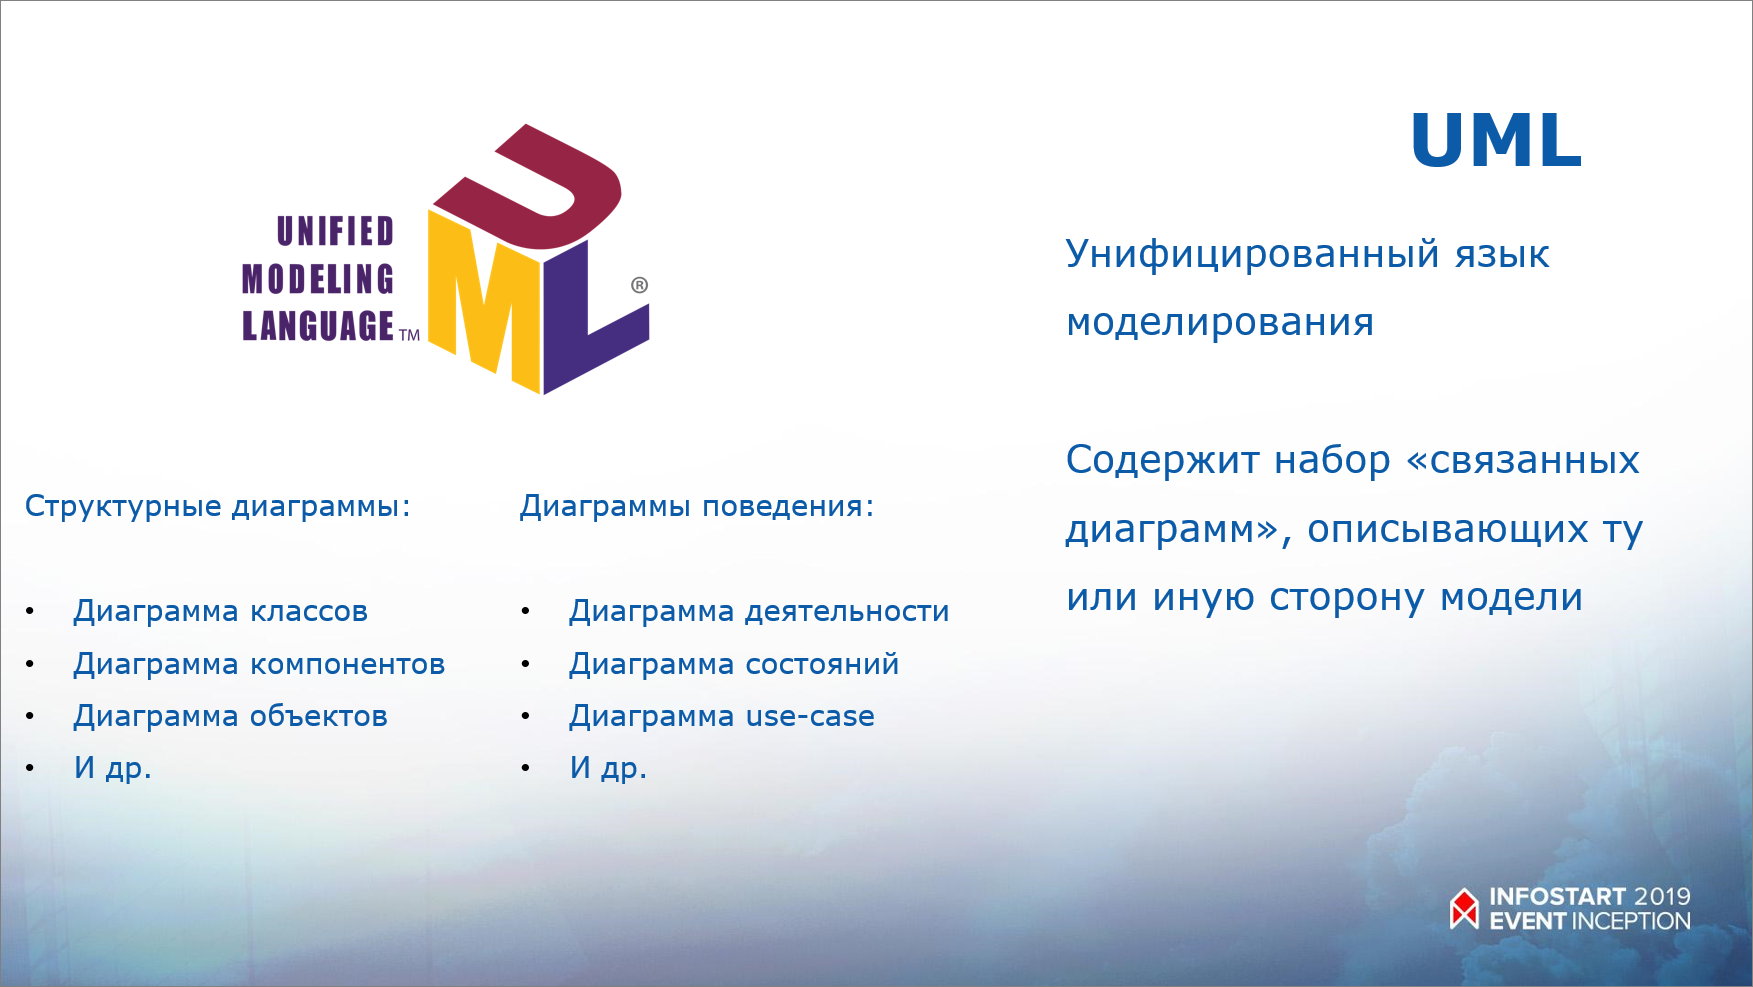 UML
UNIFIED
MODELING
LANGUAGE TM
UML ®
Унифицированный язык
моделирования
Содержит набор «связанных
диаграмм», описывающих ту
или иную сторону модели
Структурные диаграммы:
• Диаграмма классов
• Диаграмма компонентов
• Диаграмма объектов
• И др.
Диаграммы поведения:
• Диаграмма деятельности
• Диаграмма состояний
• Диаграмма use-case
• И др.
INFOSTART 2019
EVENT INCEPTION